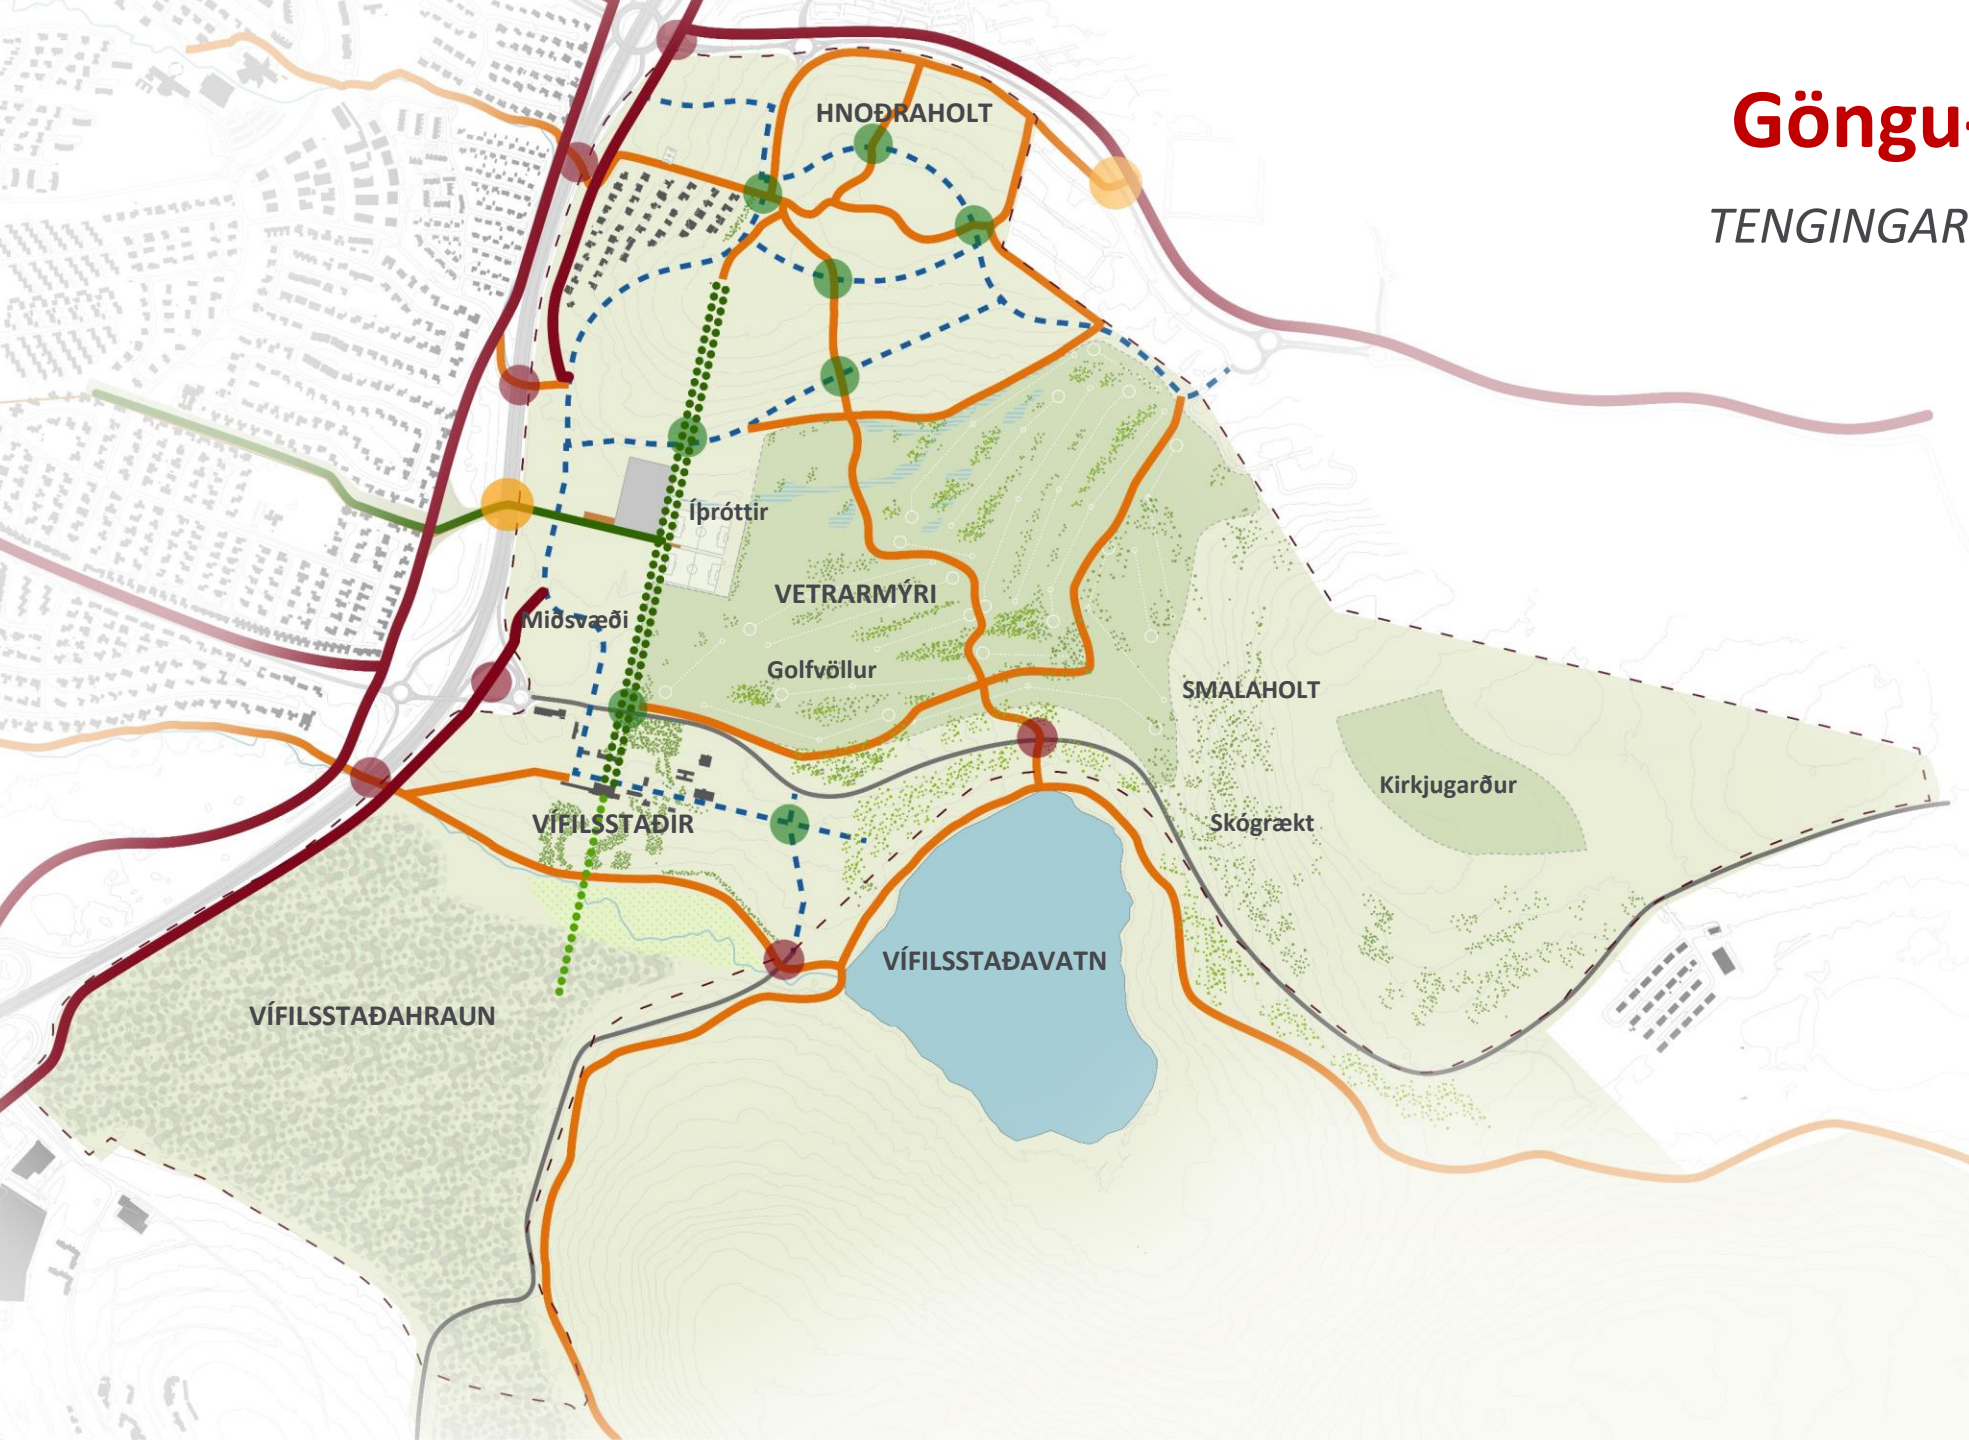 Göngu-
TENGINGAR
HNOÐRAHOLT
Íþróttir
VETRARMÝRI
Miðsvæði
Golfvöllur
SMALAHOLT
Kirkjugarður
Skógrækt
VÍFILSSTAÐIR
VÍFILSSTAÐAVATN
VÍFILSSTAÐAHRAUN